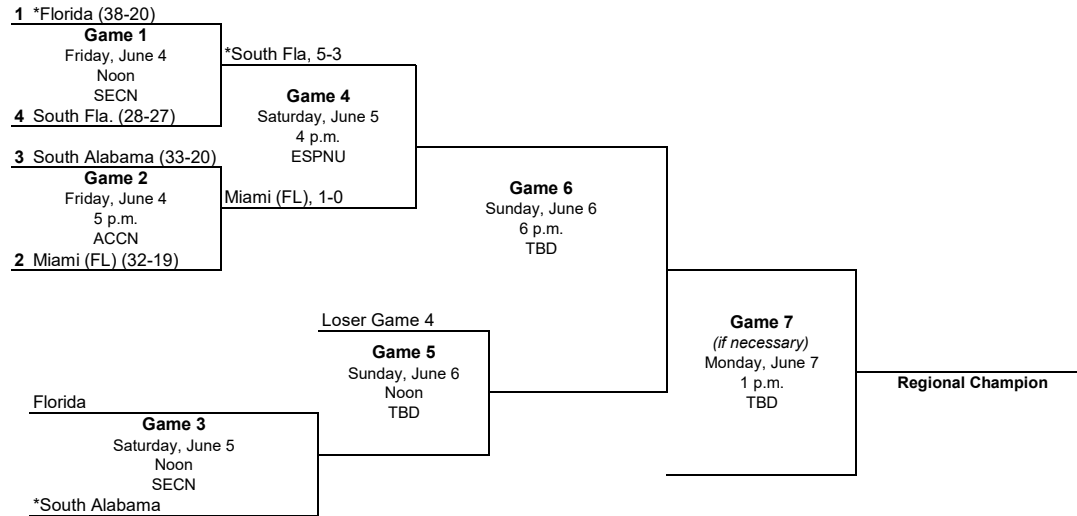 1 *Florida (38-20)
Game 1
Friday, June 4
Noon
SECN
4 South Fla. (28-27)
*South Fla, 5-3
Game 4
Saturday, June 5
4 p.m.
ESPNU
Miami (FL), 1-0
3 South Alabama (33-20)
Game 2
Friday, June 4
5 p.m.
ACCN
2 Miami (FL) (32-19)
Game 6
Sunday, June 6
6 p.m.
TBD
Loser Game 4
Game 5
Sunday, June 6
Noon
TBD
Florida
Game 3
Saturday, June 5
Noon
SECN
*South Alabama
Game 7
(if necessary)
Monday, June 7
1 p.m.
TBD
Regional Champion